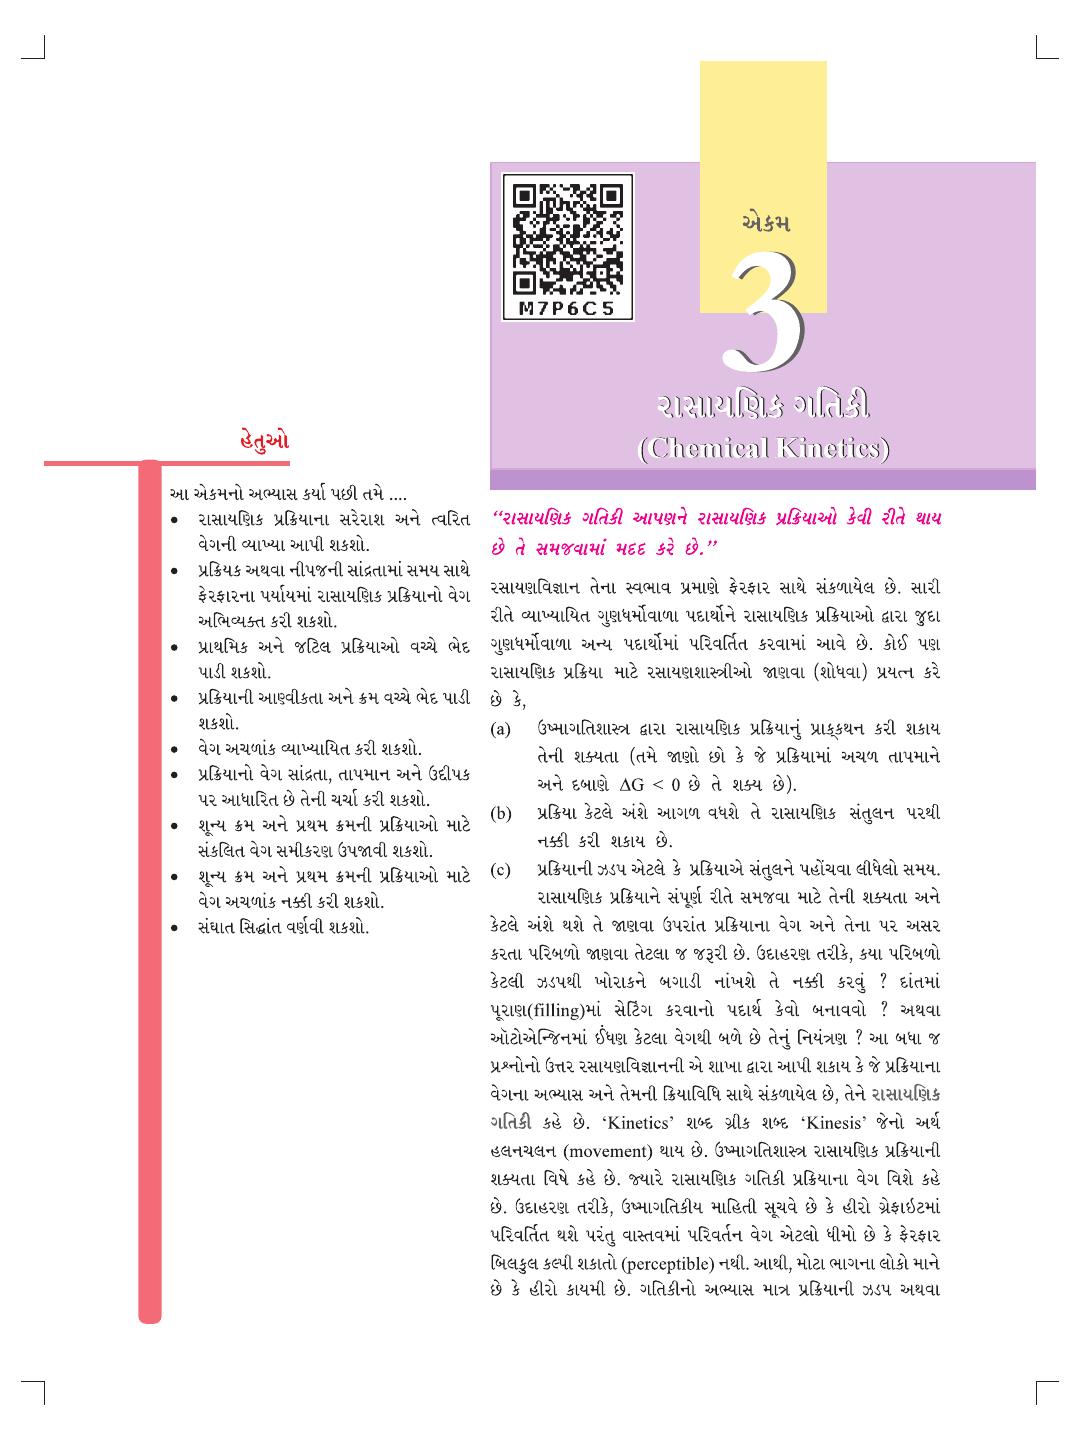 M7P6C5
એકમ
3
રાસાયણિક ગતિકી
(Chemical Kinetics)
હેતુઓ
આ એકમનો અભ્યાસ કર્યા પછી તમે ....
• રાસાયણિક પ્રક્રિયાના સરેરાશ અને ત્વરિત
વેગની વ્યાખ્યા આપી શકશો.
• પ્રક્રિયક અથવા નીપજની સાંદ્રતામાં સમય સાથે
ફેરફારના પર્યાયમાં રાસાયણિક પ્રક્રિયાનો વેગ
અભિવ્યક્ત કરી શકશો.
• પ્રાથમિક અને જટિલ પ્રક્રિયાઓ વચ્ચે ભેદ
પાડી શકશો.
• પ્રક્રિયાની આણ્વીકતા અને ક્રમ વચ્ચે ભેદ પાડી
શકશો.
• વેગ અચળાંક વ્યાખ્યાયિત કરી શકશો.
• પ્રક્રિયાનો વેગ સાંદ્રતા, તાપમાન અને ઉદ્દીપક
પર આધારિત છે તેની ચર્ચા કરી શકશો.
• શૂન્ય ક્રમ અને પ્રથમ ક્રમની પ્રક્રિયાઓ માટે
સંકલિત વેગ સમીકરણ ઉપજાવી શકશો.
• શૂન્ય ક્રમ અને પ્રથમ ક્રમની પ્રક્રિયાઓ માટે
વેગ અચળાંક નક્કી કરી શકશો.
• સંઘાત સિદ્ધાંત વર્ણવી શકશો.
“રાસાયણિક ગતિકી આપણને રાસાયણિક પ્રક્રિયાઓ કેવી રીતે થાય
છે તે સમજવામાં મદદ કરે છે.”
રસાયણવિજ્ઞાન તેના સ્વભાવ પ્રમાણે ફેરફાર સાથે સંકળાયેલ છે. સારી
રીતે વ્યાખ્યાયિત ગુણધર્મોવાળા પદાર્થોને રાસાયણિક પ્રક્રિયાઓ દ્વારા જુદા
ગુણધર્મોવાળા અન્ય પદાર્થોમાં પરિવર્તિત કરવામાં આવે છે. કોઈ પણ
રાસાયણિક પ્રક્રિયા માટે રસાયણશાસ્ત્રીઓ જાણવા (શોધવા) પ્રયત્ન કરે
છે કે,
(a) ઉષ્માગતિશાસ્ત્ર દ્વારા રાસાયણિક પ્રક્રિયાનું પ્રાક્કથન કરી શકાય
તેની શક્યતા (તમે જાણો છો કે જે પ્રક્રિયામાં અચળ તાપમાને
અને દબાણે ΔG < 0 છે તે શક્ય છે).
(b) પ્રક્રિયા કેટલે અંશે આગળ વધશે તે રાસાયણિક સંતુલન પરથી
નક્કી કરી શકાય છે.
(c) પ્રક્રિયાની ઝડપ એટલે કે પ્રક્રિયાએ સંતુલને પહોંચવા લીધેલો સમય.
રાસાયણિક પ્રક્રિયાને સંપૂર્ણ રીતે સમજવા માટે તેની શક્યતા અને
કેટલે અંશે થશે તે જાણવા ઉપરાંત પ્રક્રિયાના વેગ અને તેના પર અસર
કરતા પરિબળો જાણવા તેટલા જ જરૂરી છે. ઉદાહરણ તરીકે, કયા પરિબળો
કેટલી ઝડપથી ખોરાકને બગાડી નાંખશે તે નક્કી કરવું ? દાંતમાં
પૂરાણ(filling)માં સેટિંગ કરવાનો પદાર્થ કેવો બનાવવો ? અથવા
ઑટોએન્જિનમાં ઈંધણ કેટલા વેગથી બળે છે તેનું નિયંત્રણ ? આ બધા જ
પ્રશ્નોનો ઉત્તર રસાયણવિજ્ઞાનની એ શાખા દ્વારા આપી શકાય કે જે પ્રક્રિયાના
વેગના અભ્યાસ અને તેમની ક્રિયાવિધિ સાથે સંકળાયેલ છે, તેને રાસાયણિક
ગતિકી કહે છે. ‘Kinetics’ શબ્દ ગ્રીક શબ્દ ‘Kinesis’ જેનો અર્થ
હલનચલન (movement) થાય છે. ઉષ્માગતિશાસ્ત્ર રાસાયણિક પ્રક્રિયાની
શક્યતા વિષે કહે છે. જ્યારે રાસાયણિક ગતિકી પ્રક્રિયાના વેગ વિશે કહે
છે. ઉદાહરણ તરીકે, ઉષ્માગતિકીય માહિતી સૂચવે છે કે હીરો ગ્રેફાઇટમાં
પરિવર્તિત થશે પરંતુ વાસ્તવમાં પરિવર્તન વેગ એટલો ધીમો છે કે ફેરફાર
બિલકુલ કલ્પી શકાતો (perceptible) નથી. આથી, મોટા ભાગના લોકો માને
છે કે હીરો કાયમી છે. ગતિકીનો અભ્યાસ માત્ર પ્રક્રિયાની ઝડપ અથવા